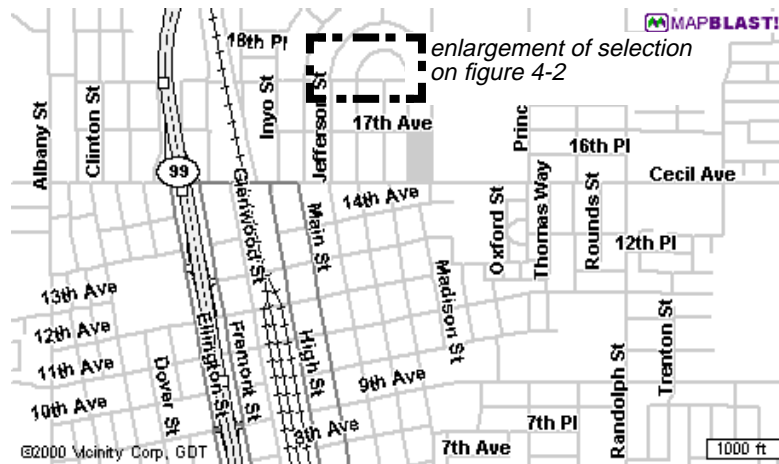 MAPBLAST!
enlargement of selection
on figure 4-2
18th Pl
Inyo St
Jefferson St
17th Ave
Albany St
Clinton St
99
Princ
16th Pl
Cecil Ave
Glenwood St
Main St
14th Ave
Oxford St
Thomas Way
Rounds St
12th Pl
13th Ave
12th Ave
11th Ave
10th Ave
Dover St
Ellington St
Fremont St
High St
Madison St
9th Ave
8th Ave
Randolph St
Trenton St
7th Pl
7th Ave
©2000 Vicinity Corp, GDT
1000 ft